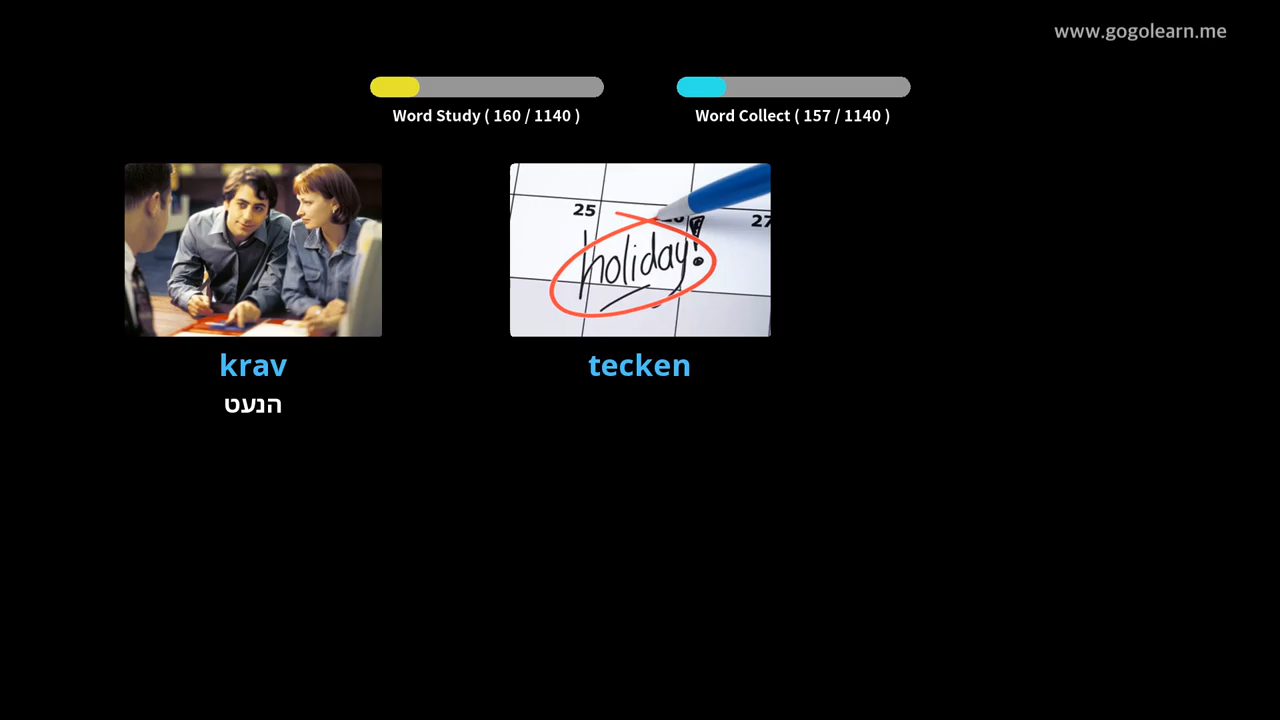 www.gogolearn.me
Word Study ( 160 / 1140 )
Word Collect ( 157 / 1140 )
25
27
holiday!
krav
tecken
הנעט